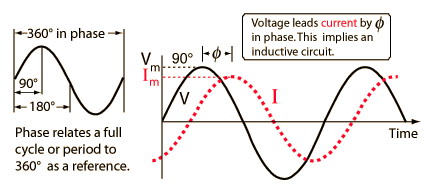 360° in phase
90°
180°
Phase relates a full
cycle or period to
360° as a reference.
Voltage leads current by ϕ
in phase. This implies an
inductive circuit.
Vm
90°
ϕ
Im
V
I
Time